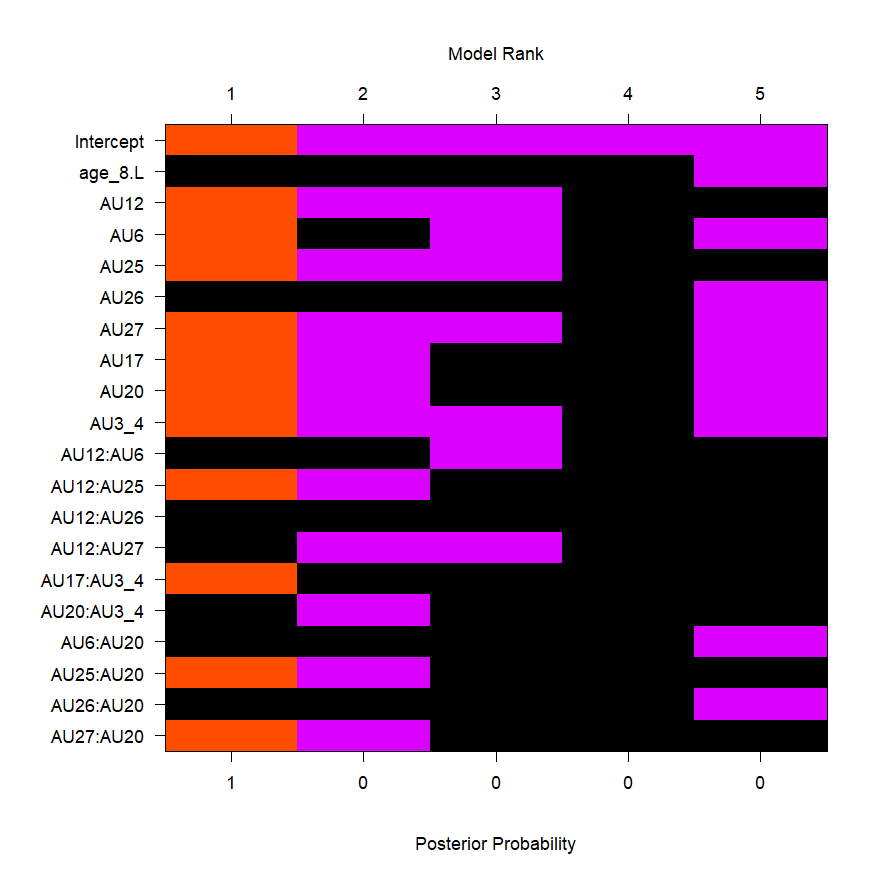 Model Rank
1 2 3 4 5
Intercept
age_8.L
AU12
AU6
AU25
AU26
AU27
AU17
AU20
AU3_4
AU12:AU6
AU12:AU25
AU12:AU26
AU12:AU27
AU17:AU3_4
AU20:AU3_4
AU6:AU20
AU25:AU20
AU26:AU20
AU27:AU20
1 0 0 0 0
Posterior Probability